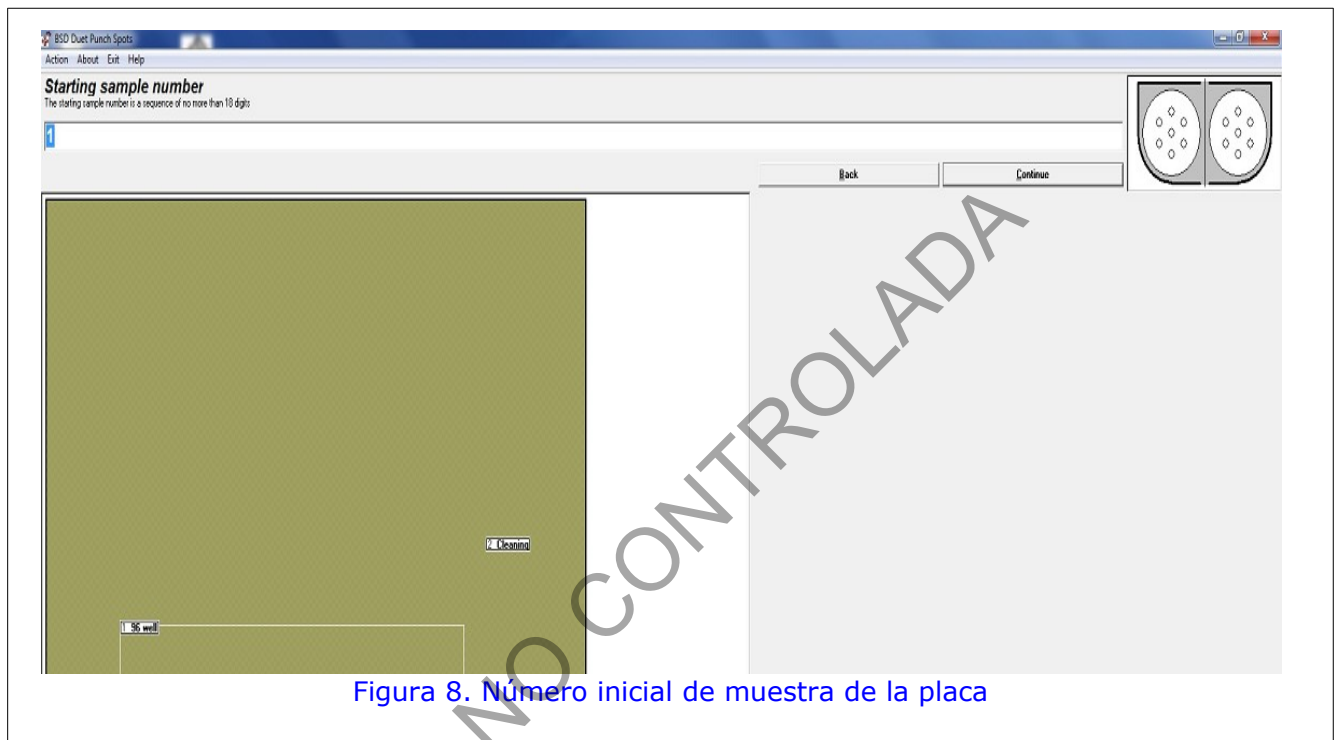 BSD Duet Punch Spots
Action About Exit Help
Starting sample number
The starting sample number is a sequence of no more than 18 digits
1
Back Continue
2 Cleaning
1 96 well
NO CONTROLADA
Figura 8. Número inicial de muestra de la placa